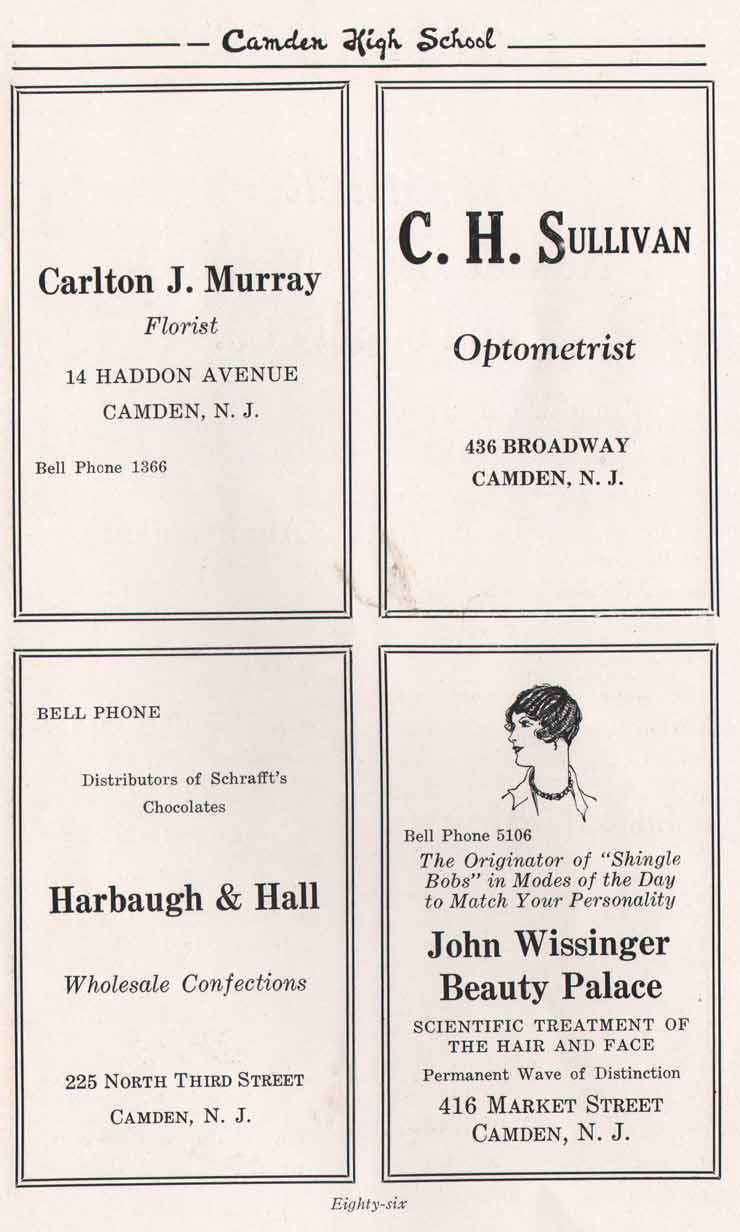 Camden High School
Carlton J. Murray
Florist
14 HADDON AVENUE
CAMDEN, N. J.
Bell Phone 1366
C. H. SULLIVAN
Optometrist
436 BROADWAY
CAMDEN, N. J.
BELL PHONE
Distributors of Schrafft's
Chocolates
Harbaugh & Hall
Wholesale Confections
225 NORTH THIRD STREET
CAMDEN, N. J.
Bell Phone 5106
The Originator of "Shingle
Bobs" in Modes of the Day
to Match Your Personality
John Wissinger
Beauty Palace
SCIENTIFIC TREATMENT OF
THE HAIR AND FACE
Permanent Wave of Distinction
416 MARKET STREET
CAMDEN, N. J.
Eighty-six